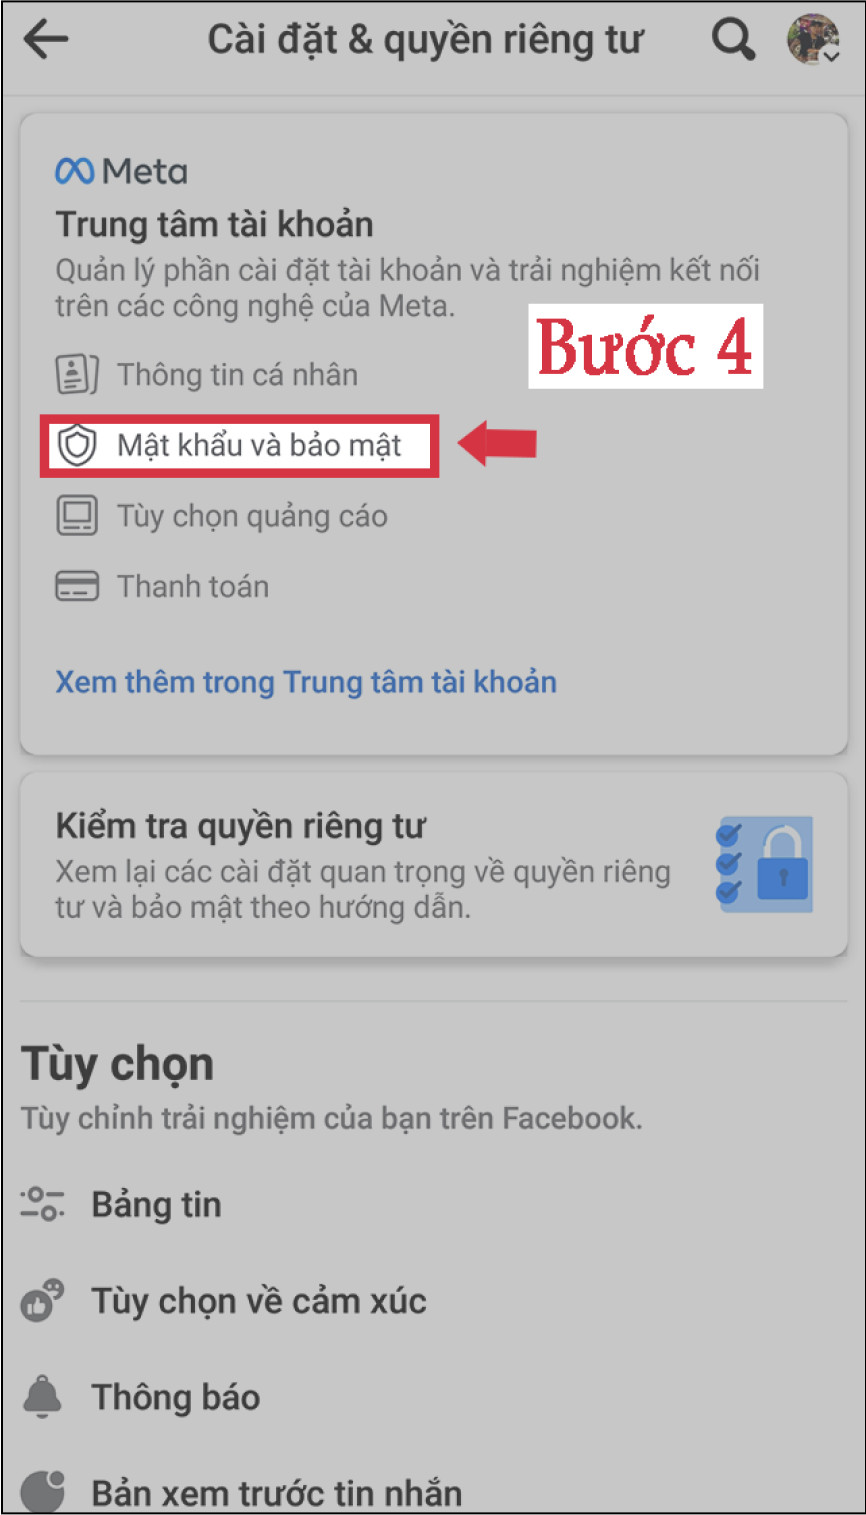 Cài đặt & quyền riêng tư
Meta
Trung tâm tài khoản
Quản lý phần cài đặt tài khoản và trải nghiệm kết nối
trên các công nghệ của Meta.
Bước 4
Thông tin cá nhân
Mật khẩu và bảo mật
Tùy chọn quảng cáo
Thanh toán
Xem thêm trong Trung tâm tài khoản
Kiểm tra quyền riêng tư
Xem lại các cài đặt quan trọng về quyền riêng
tư và bảo mật theo hướng dẫn.
Tùy chọn
Tùy chỉnh trải nghiệm của bạn trên Facebook.
Bảng tin
Tùy chọn về cảm xúc
Thông báo
Bản xem trước tin nhắn